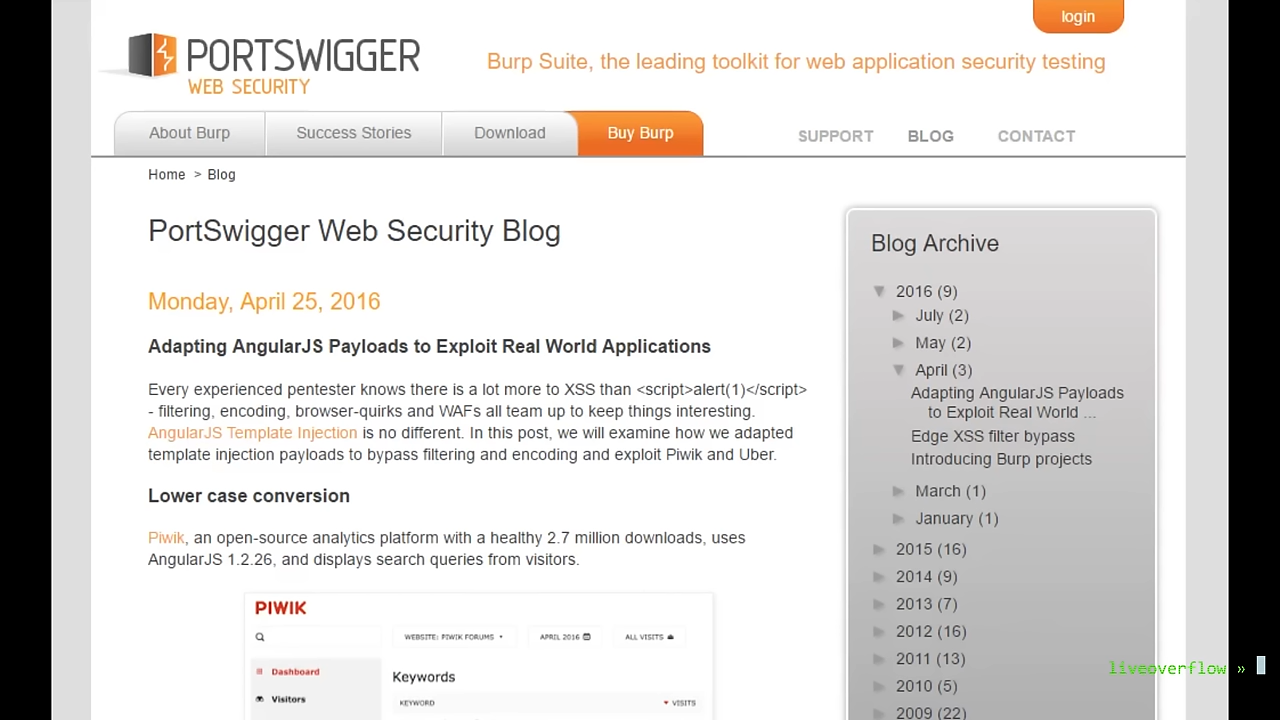 login
PORTSWIGGER
WEB SECURITY
Burp Suite, the leading toolkit for web application security testing
About Burp
Success Stories
Download
Buy Burp
SUPPORT
BLOG
CONTACT
Home > Blog
PortSwigger Web Security Blog
Monday, April 25, 2016
Adapting AngularJS Payloads to Exploit Real World Applications
Every experienced pentester knows there is a lot more to XSS than <script>alert(1)</script>
- filtering, encoding, browser-quirks and WAFs all team up to keep things interesting.
AngularJS Template Injection is no different. In this post, we will examine how we adapted
template injection payloads to bypass filtering and encoding and exploit Piwik and Uber.
Lower case conversion
Piwik, an open-source analytics platform with a healthy 2.7 million downloads, uses
AngularJS 1.2.26, and displays search queries from visitors.
PIWIK
WEBSITE: PIWIK FORUMS
APRIL 2016
ALL VISITS
Dashboard
Visitors
Keywords
KEYWORD
VISITS
Blog Archive
▼ 2016 (9)
► July (2)
► May (2)
▼ April (3)
Adapting AngularJS Payloads
to Exploit Real World ...
Edge XSS filter bypass
Introducing Burp projects
► March (1)
► January (1)
► 2015 (16)
► 2014 (9)
► 2013 (7)
► 2012 (16)
► 2011 (13)
► 2010 (5)
► 2009 (22)
liveoverflow »